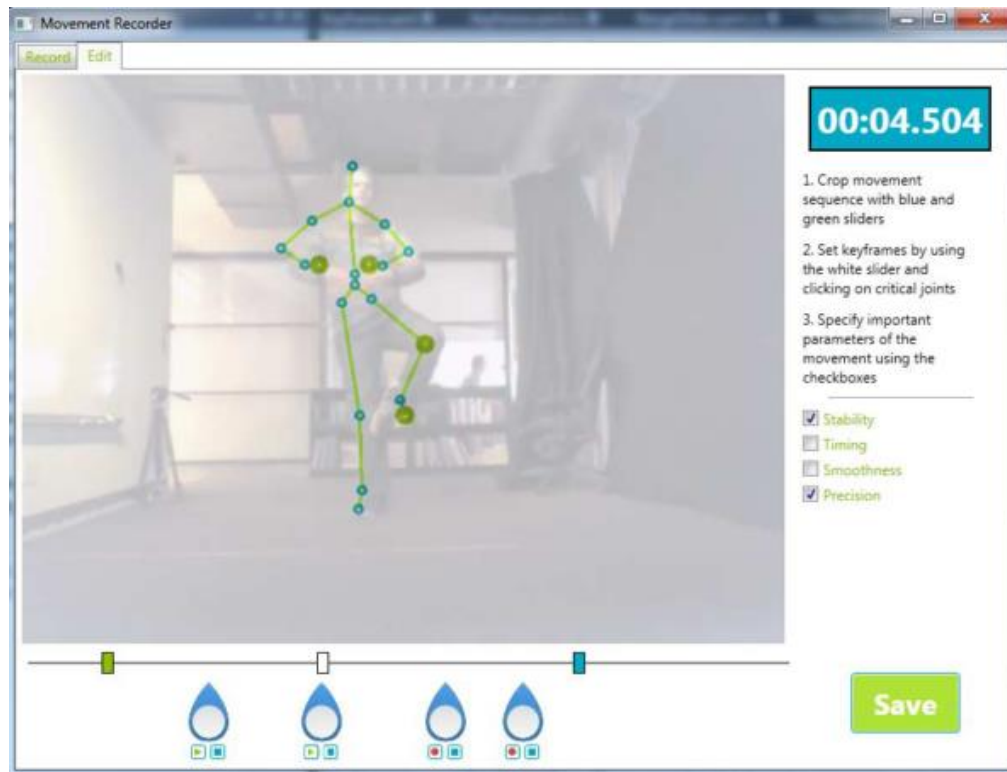 Movement Recorder
Record Edit
00:04.504
1. Crop movement
sequence with blue and
green sliders
2. Set keyframes by using
the white slider and
clicking on critical joints
3. Specify important
parameters of the
movement using the
checkboxes
Stability
Timing
Smoothness
Precision
Save